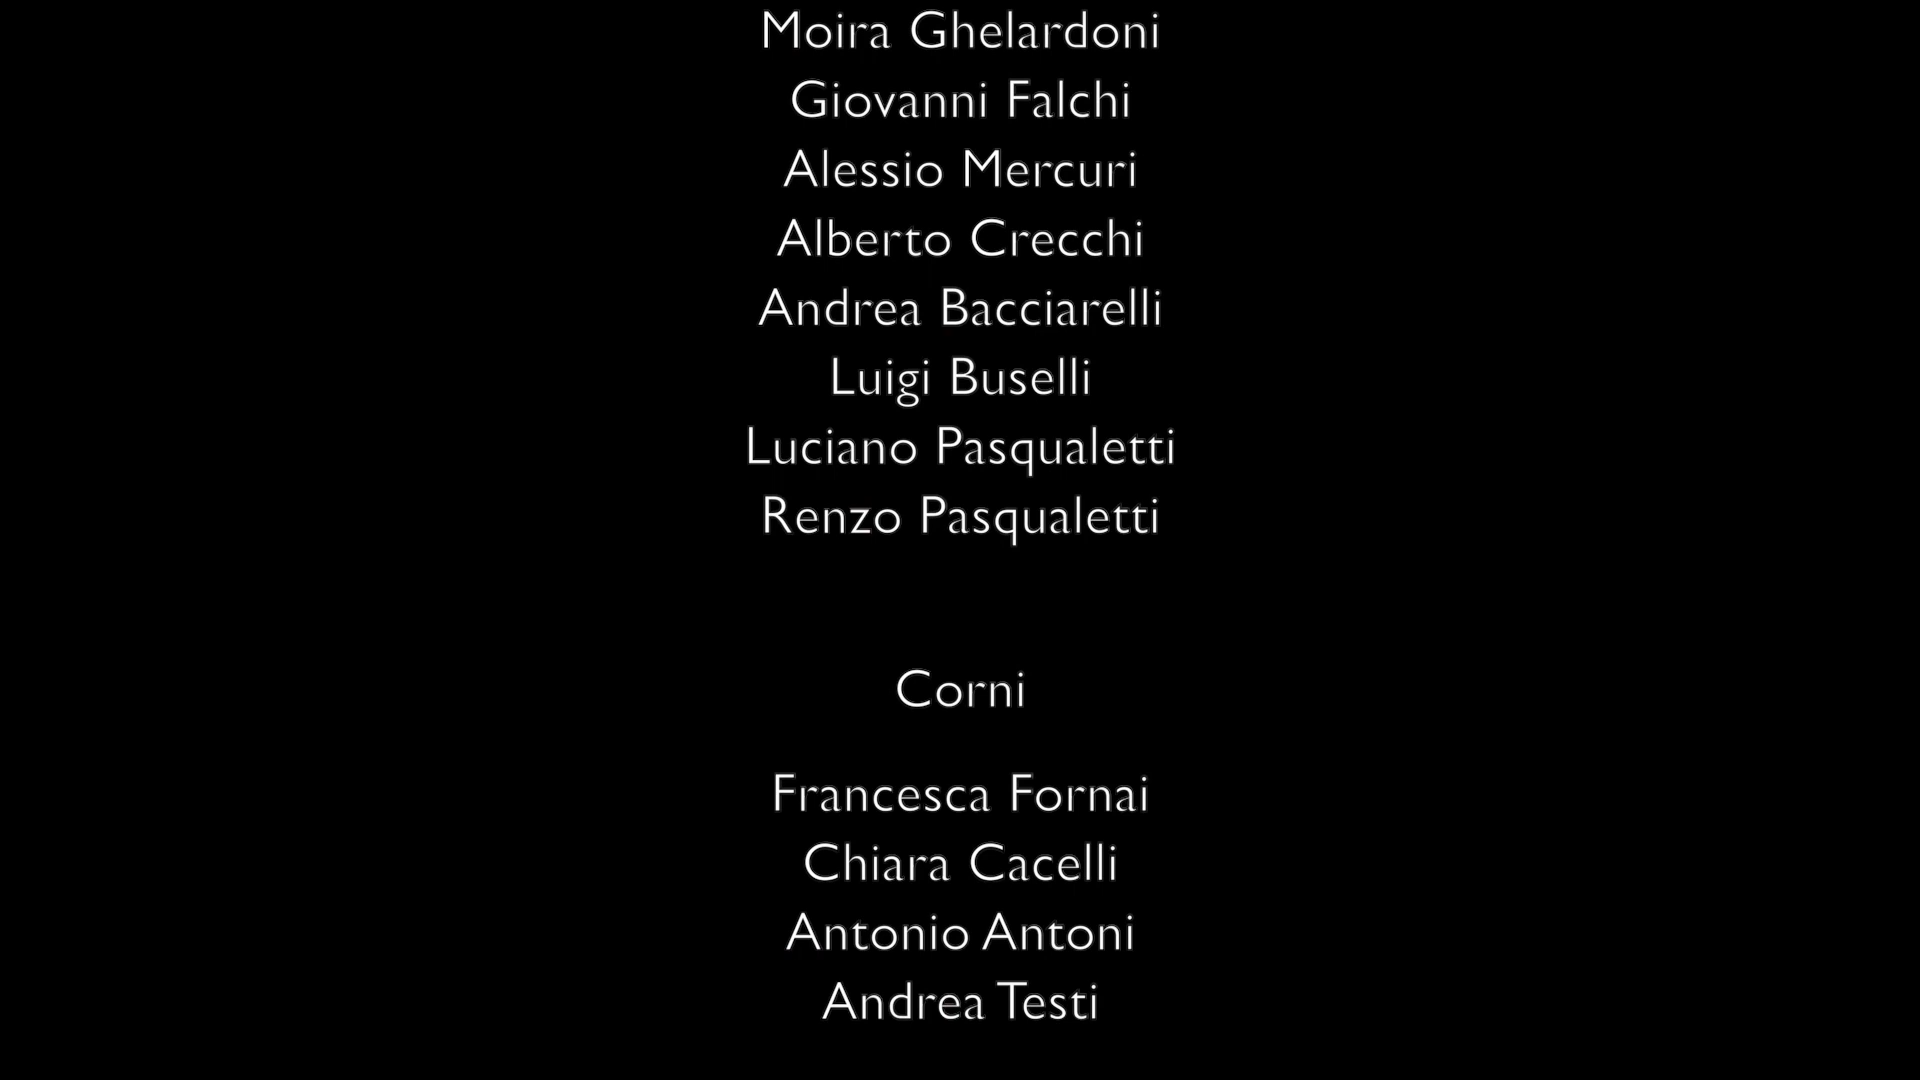 Moira Ghelardoni
Giovanni Falchi
Alessio Mercuri
Alberto Crecchi
Andrea Bacciarelli
Luigi Buselli
Luciano Pasqualetti
Renzo Pasqualetti
Corni
Francesca Fornai
Chiara Cacelli
Antonio Antoni
Andrea Testi